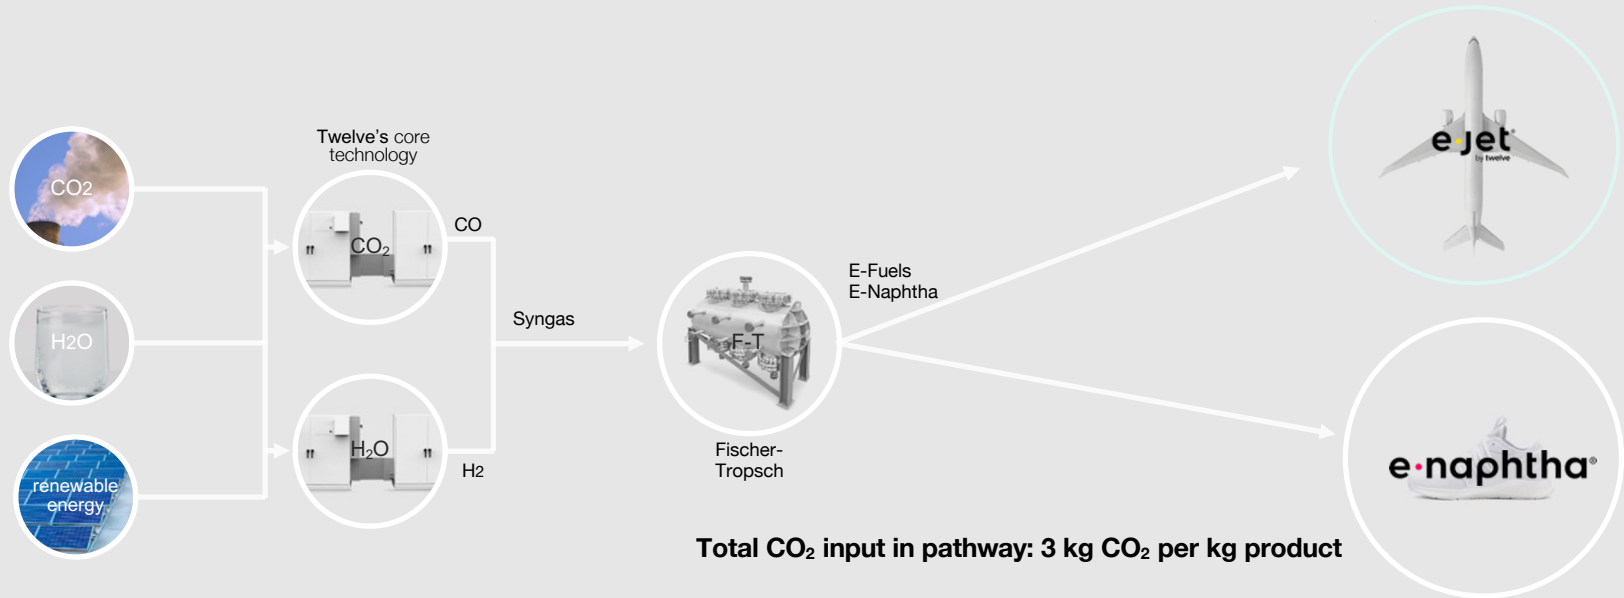 CO2
H2O
renewable
energy
Twelve's core
technology
CO₂
CO
H₂O
H2
Syngas
F-T
Fischer-
Tropsch
E-Fuels
E-Naphtha
e·jet®
by twelve
e·naphtha®
Total CO₂ input in pathway: 3 kg CO₂ per kg product